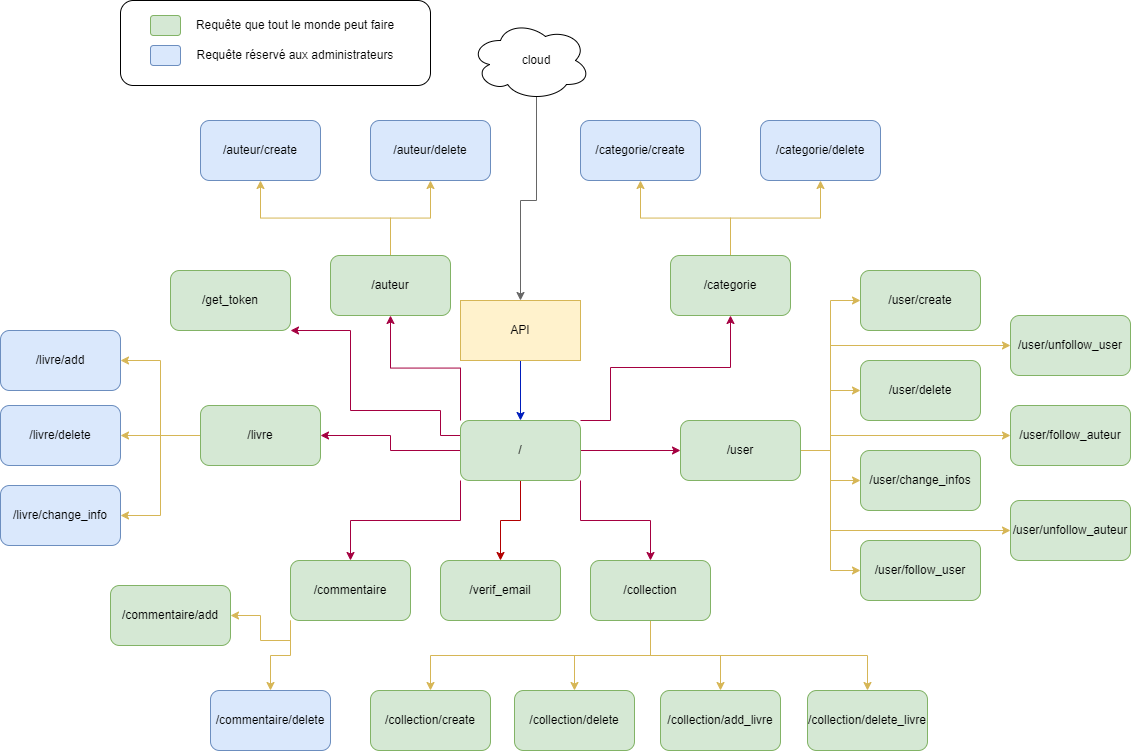 Requête que tout le monde peut faire
Requête réservé aux administrateurs
cloud
/auteur/create
/auteur/delete
/categorie/create
/categorie/delete
/get_token
/auteur
API
/categorie
/user/create
/user/unfollow_user
/livre/add
/user/delete
/livre/delete
/livre
/
/user
/user/follow_auteur
/user/change_infos
/livre/change_info
/user/unfollow_auteur
/user/follow_user
/commentaire
/verif_email
/collection
/commentaire/add
/commentaire/delete
/collection/create
/collection/delete
/collection/add_livre
/collection/delete_livre